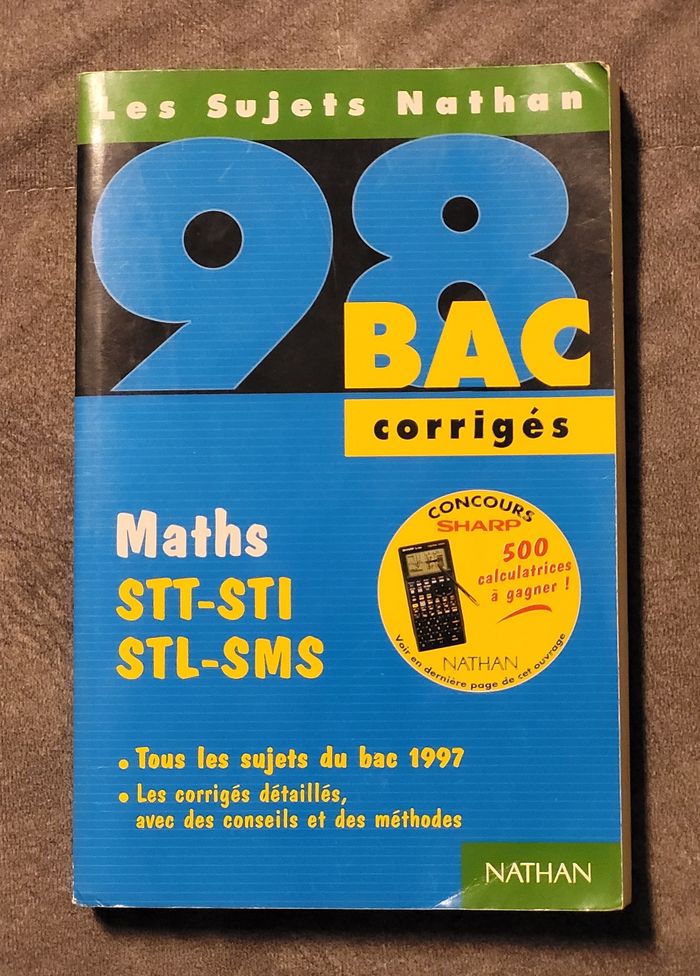 Les Sujets Nathan
98
BAC
corrigés
Maths
STT-STI
STL-SMS
CONCOURS
SHARP
500
calculatrices
à gagner !
NATHAN
Voir en dernière page de cet ouvrage
• Tous les sujets du bac 1997
• Les corrigés détaillés,
avec des conseils et des méthodes
NATHAN